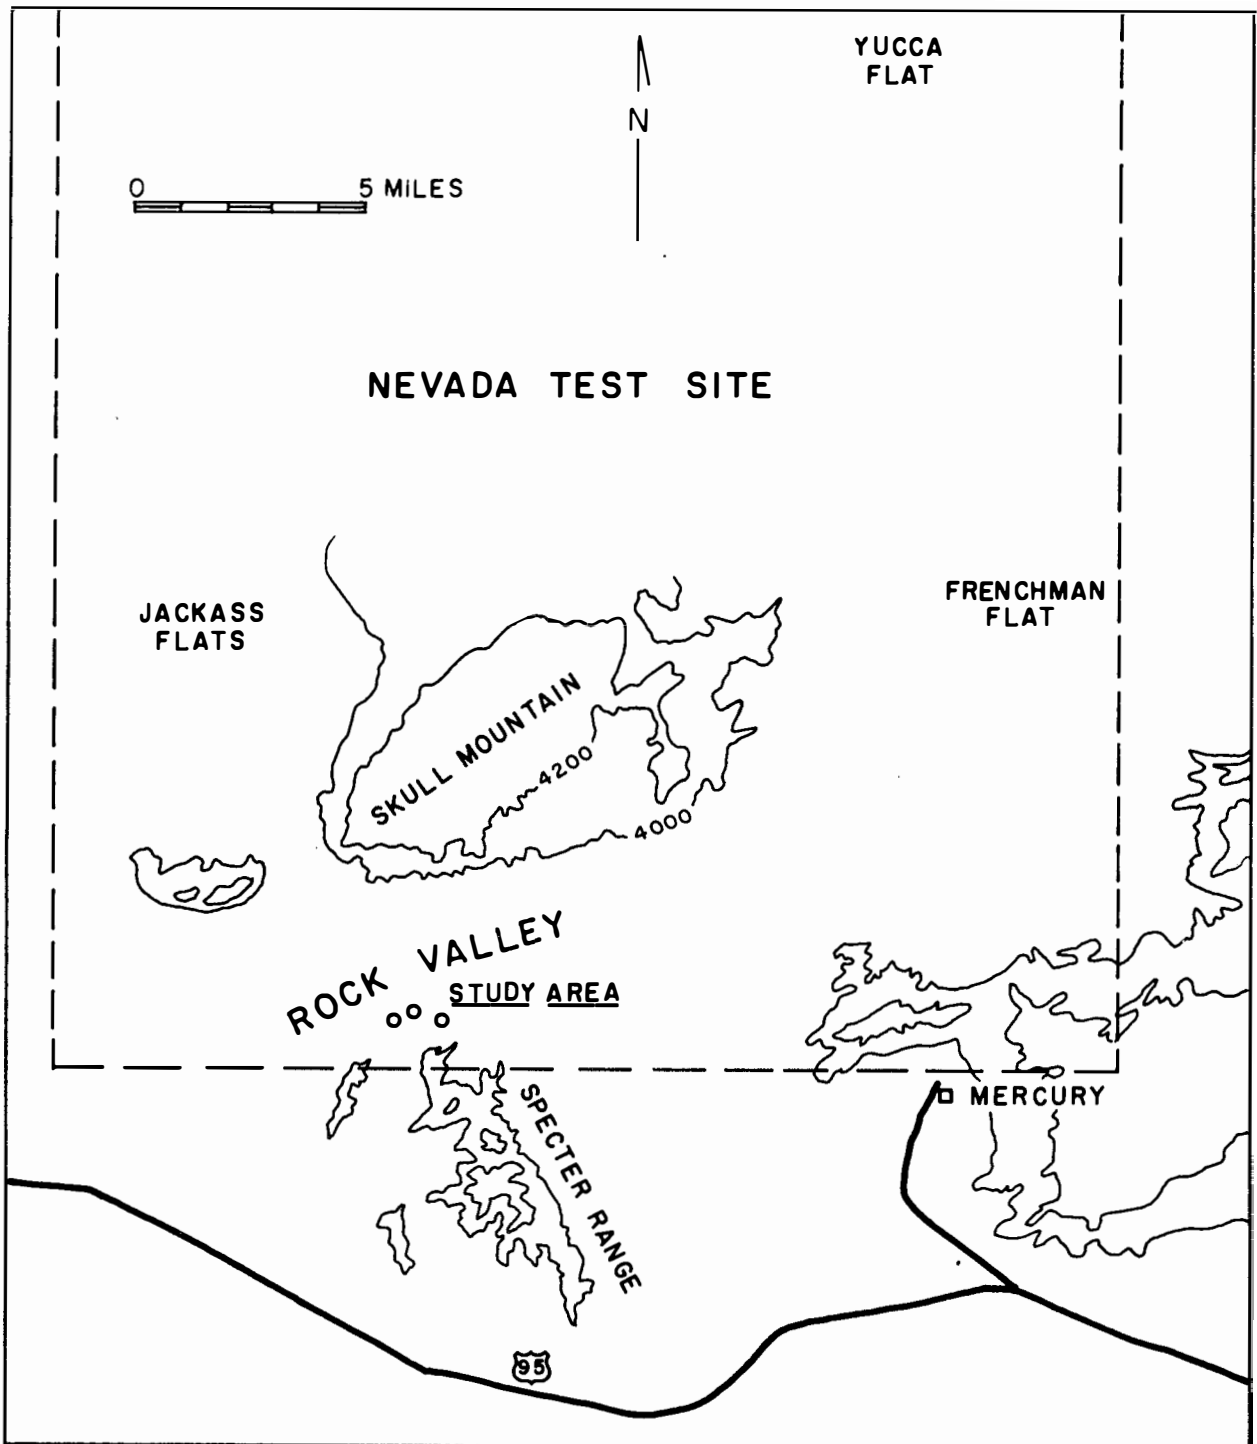 YUCCA
FLAT
N
0 5 MILES
NEVADA TEST SITE
JACKASS
FLATS
FRENCHMAN
FLAT
SKULL MOUNTAIN
4200
4000
ROCK VALLEY
STUDY AREA
MERCURY
SPECTER RANGE
95